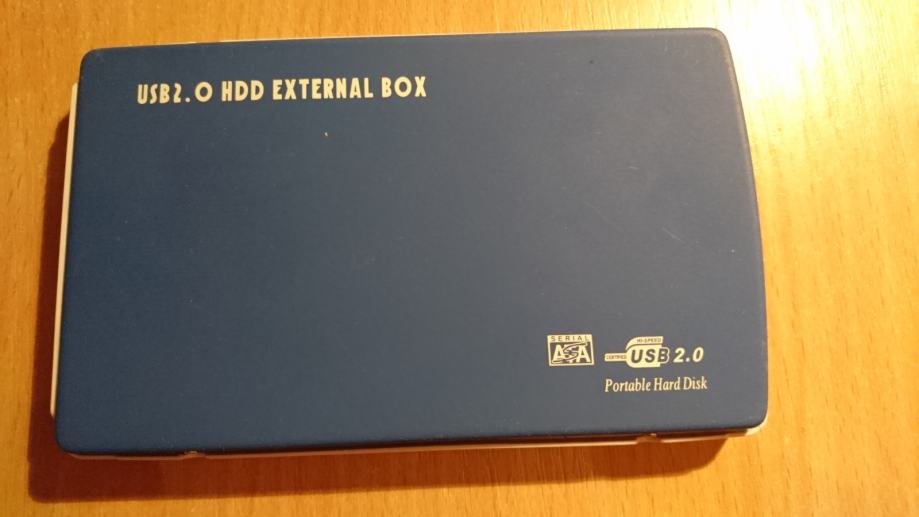 USB2.0 HDD EXTERNAL BOX
SERIAL
ATA
HI-SPEED
CERTIFIED USB 2.0
Portable Hard Disk